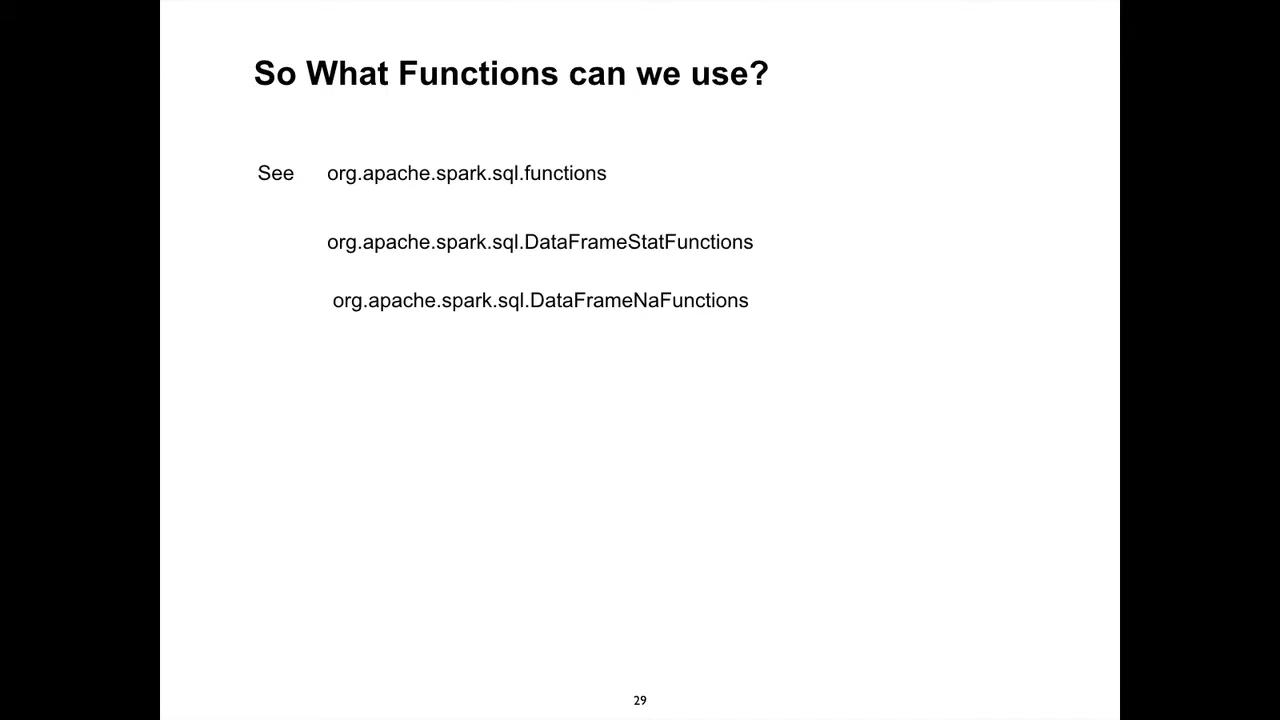 So What Functions can we use?
See org.apache.spark.sql.functions
org.apache.spark.sql.DataFrameStatFunctions
org.apache.spark.sql.DataFrameNaFunctions
29